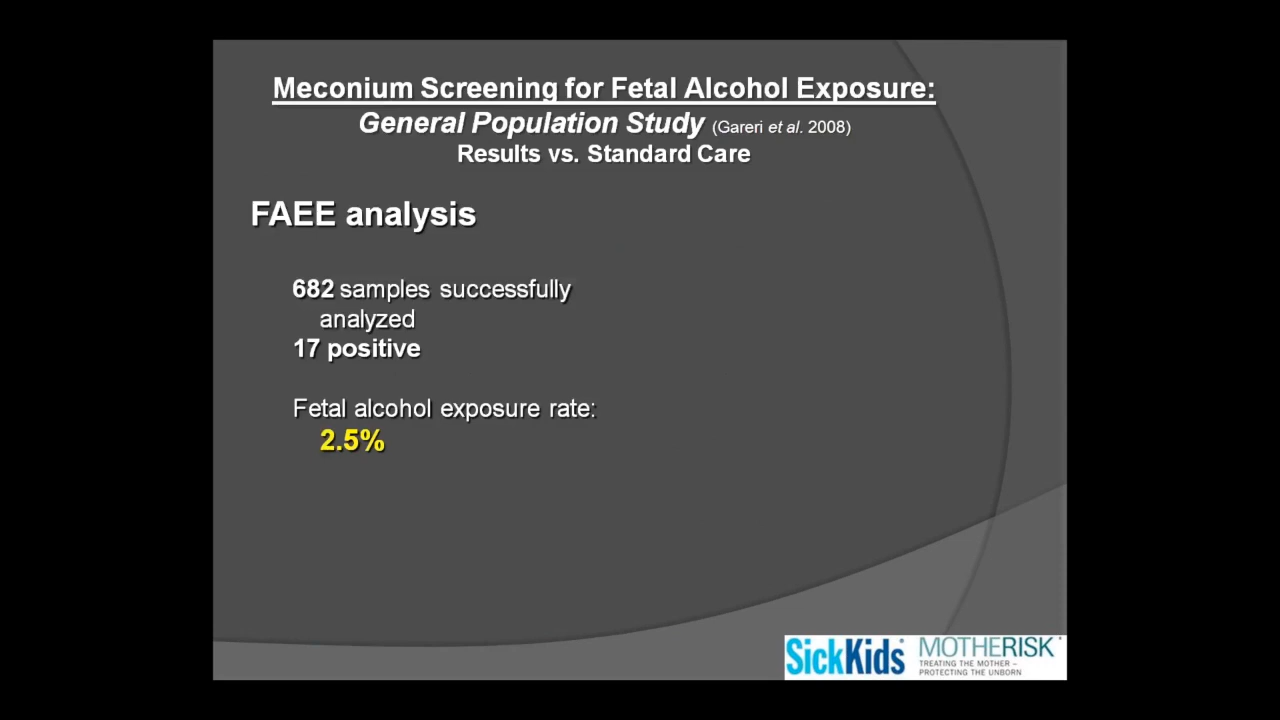 Meconium Screening for Fetal Alcohol Exposure:
General Population Study (Gareri et al. 2008)
Results vs. Standard Care
FAEE analysis
682 samples successfully
analyzed
17 positive
Fetal alcohol exposure rate:
2.5%
SickKids
MOTHERISK
TREATING THE MOTHER –
PROTECTING THE UNBORN